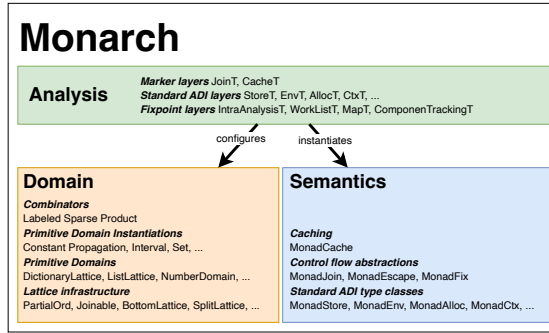 Monarch
Analysis
Marker layers JoinT, CacheT
Standard ADI layers StoreT, EnvT, AllocT, CtxT, ...
Fixpoint layers IntraAnalysisT, WorkListT, MapT, ComponenTrackingT
configures
instantiates
Domain
Combinators
Labeled Sparse Product
Primitive Domain Instantiations
Constant Propagation, Interval, Set, ...
Primitive Domains
DictionaryLattice, ListLattice, NumberDomain, ...
Lattice infrastructure
PartialOrd, Joinable, BottomLattice, SplitLattice, ...
Semantics
Caching
MonadCache
Control flow abstractions
MonadJoin, MonadEscape, MonadFix
Standard ADI type classes
MonadStore, MonadEnv, MonadAlloc, MonadCtx, ...